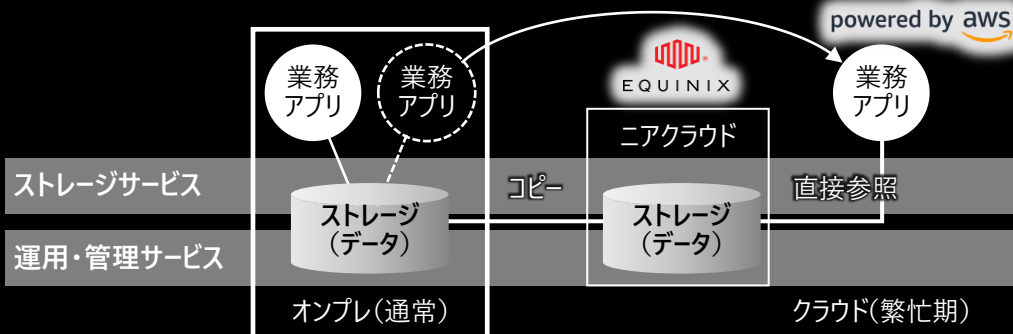 powered by aws
業務
アプリ
業務
アプリ
EQUINIX
業務
アプリ
ニアクラウド
ストレージサービス
コピー
直接参照
ストレージ
(データ)
ストレージ
(データ)
運用・管理サービス
オンプレ(通常)
クラウド(繁忙期)